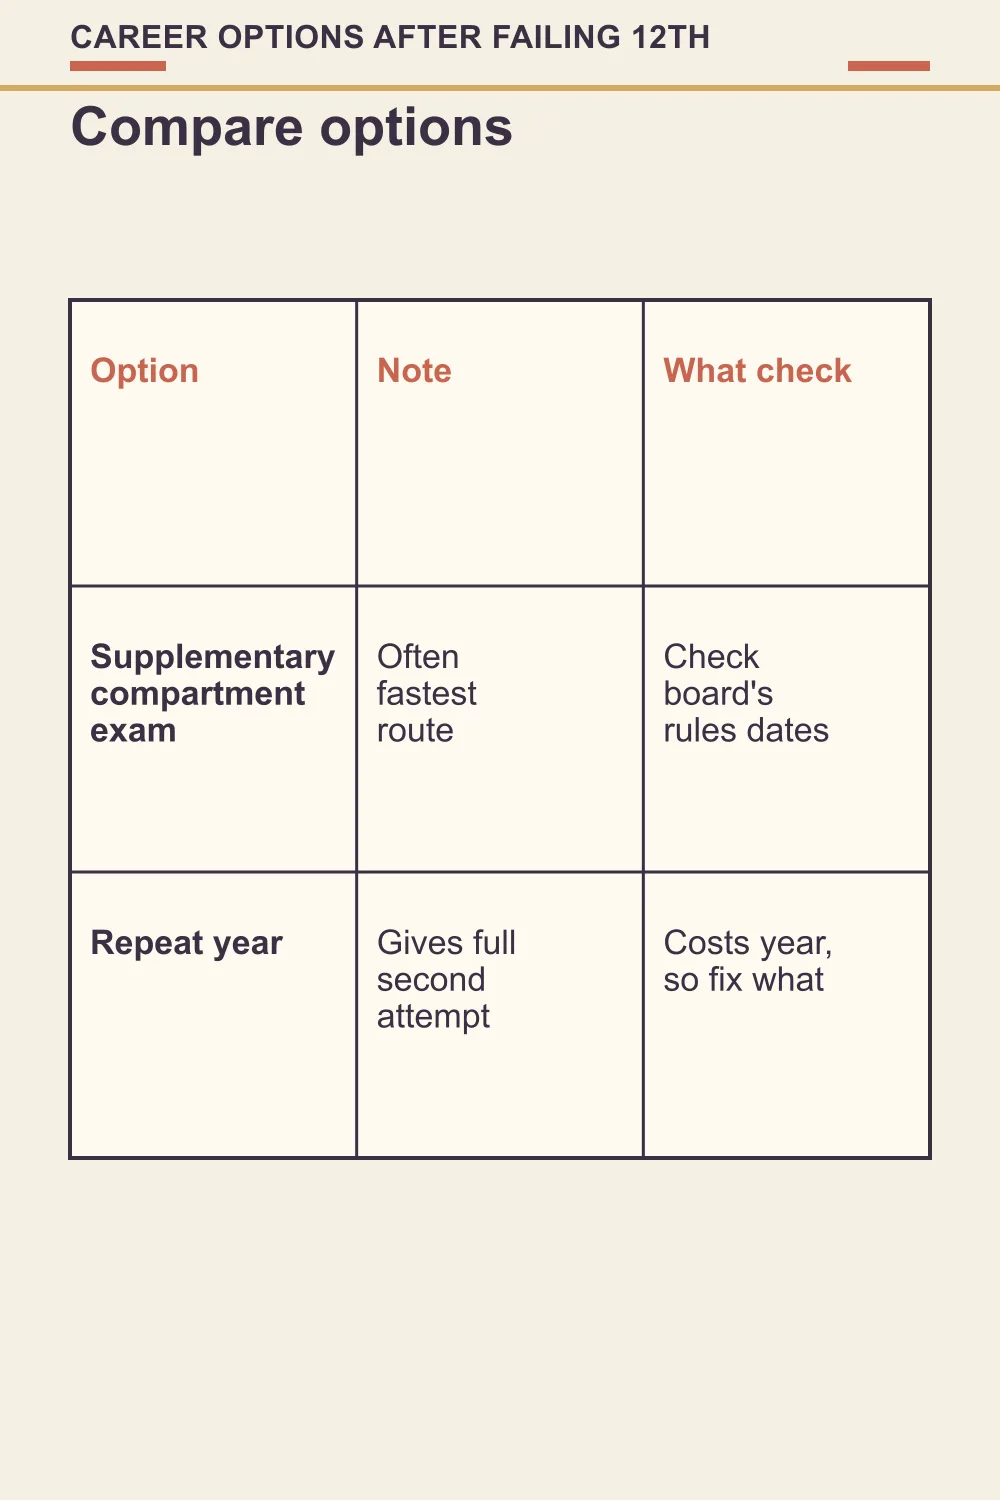 CAREER OPTIONS AFTER FAILING 12TH
Compare options
Option
Note
What check
Supplementary
compartment
exam
Often
fastest
route
Check
board's
rules dates
Repeat year
Gives full
second
attempt
Costs year,
so fix what